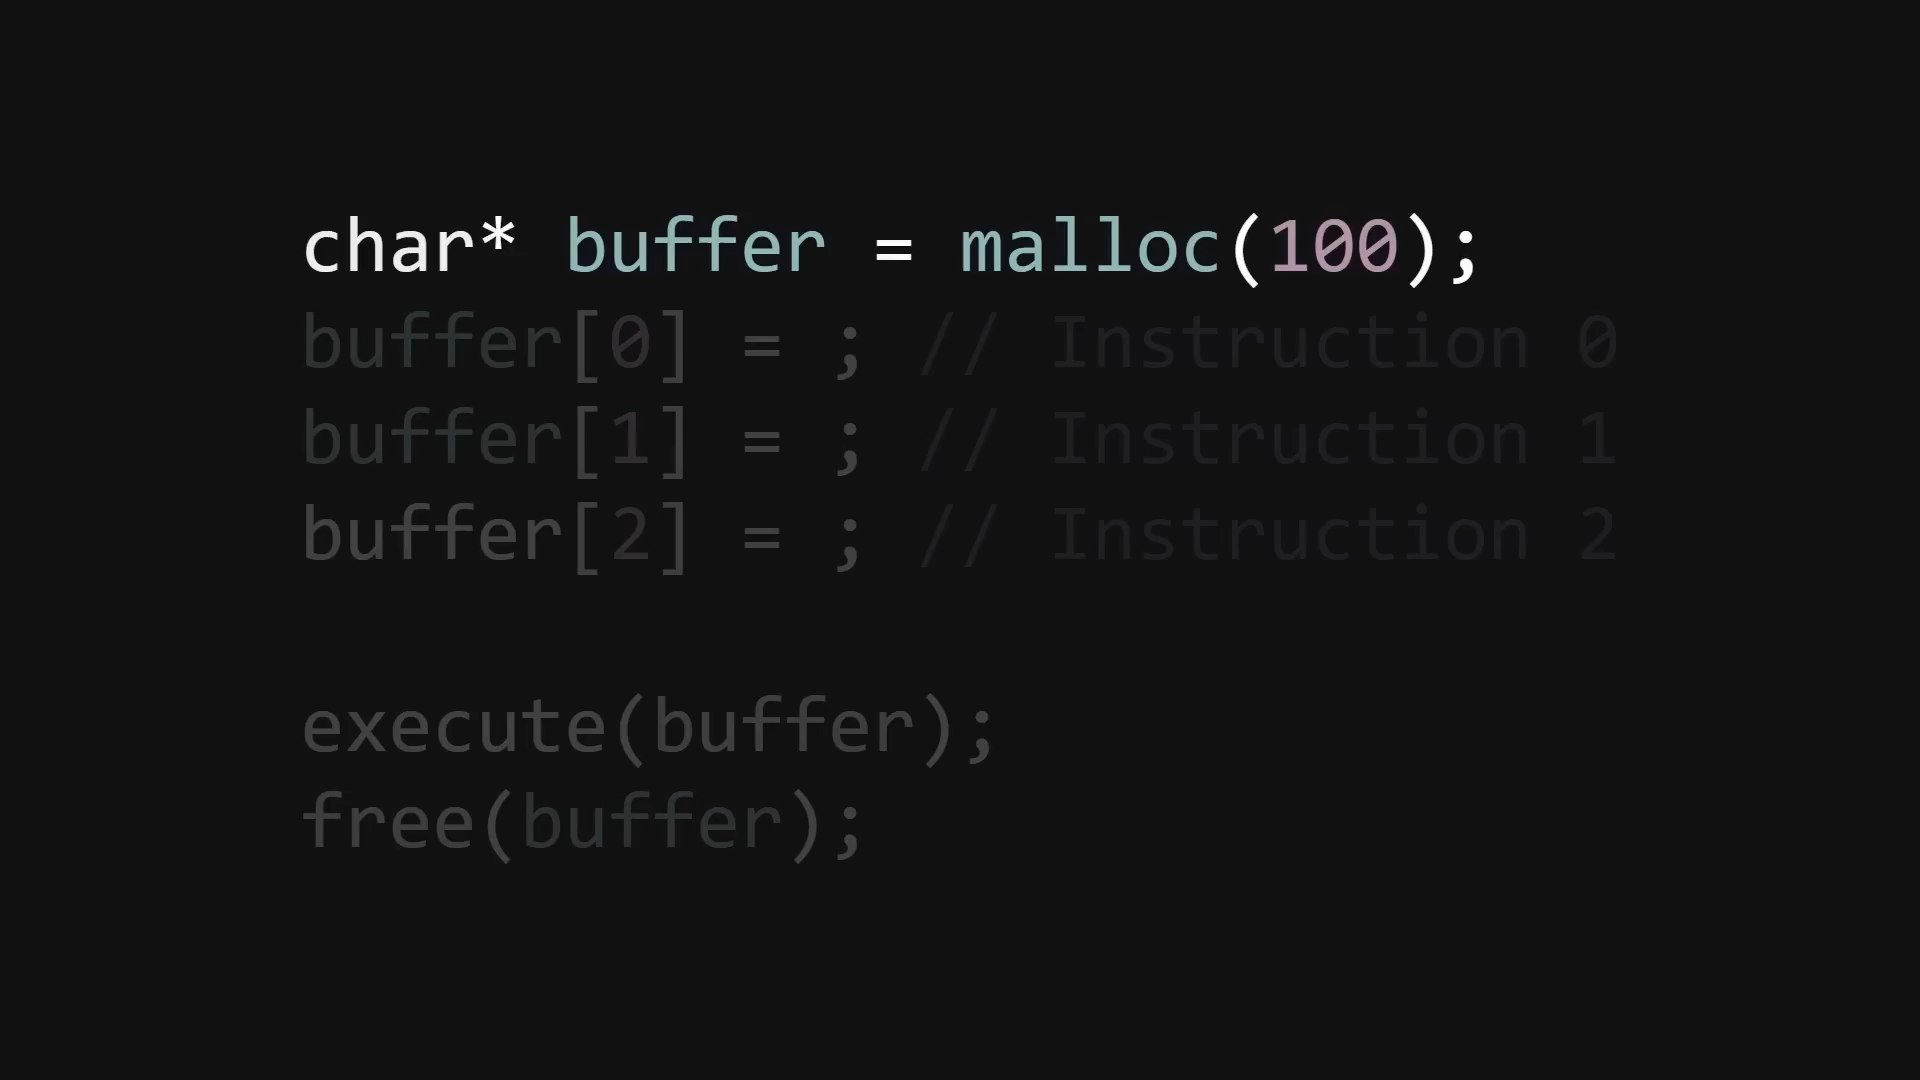 char* buffer = malloc(100);
buffer[0] = ; // Instruction 0
buffer[1] = ; // Instruction 1
buffer[2] = ; // Instruction 2
execute(buffer);
free(buffer);